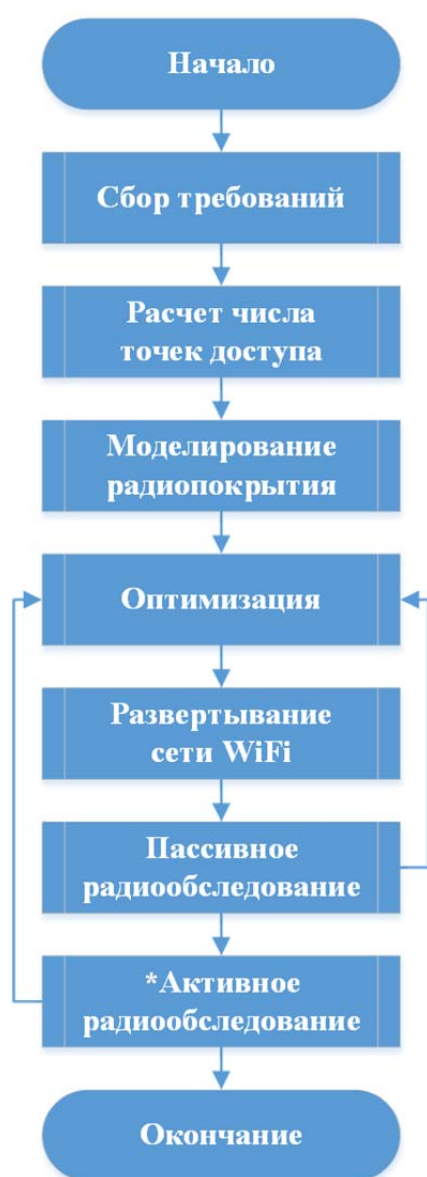 Начало
Сбор требований
Расчет числа
точек доступа
Моделирование
радиопокрытия
Оптимизация
Развертывание
сети WiFi
Пассивное
радиообследование
*Активное
радиообследование
Окончание